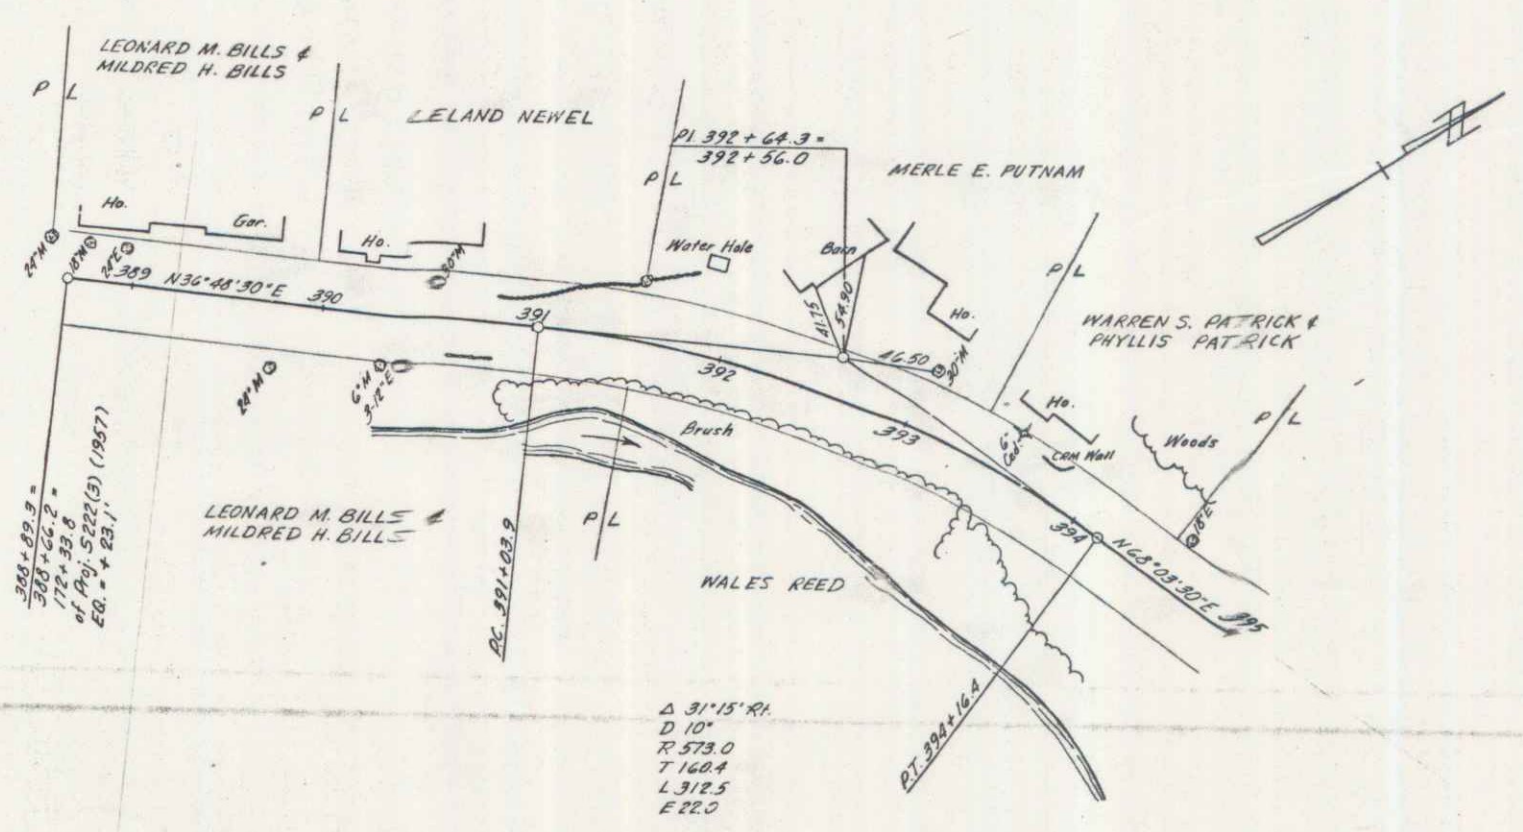 LEONARD M. BILLS &
MILDRED H. BILLS
P L
P L
LELAND NEWEL
P.I. 392 + 64.3 =
392 + 56.0
P L
MERLE E. PUTNAM
Ho.
Gar.
Ho.
30"M
Water Hole
Barn
Ho.
P L
24"M
18"M
24"E
389
N36°48'30"E
390
391
41.75
54.90
46.50
30"M
WARREN S. PATRICK &
PHYLLIS PATRICK
392
24"M
6"M
3-12"E
Brush
393
Ho.
6"
Ced.
CRM Wall
Woods
P L
18"E
388+89.3 =
388+66.2 =
172+33.8
of Proj. S222(3) (1957)
EQ. = + 23.1'
LEONARD M. BILLS &
MILDRED H. BILLS
P.C. 391+03.9
P L
WALES REED
394
N68°03'30"E
395
P.T. 394+16.4
Δ 31°15' Rt.
D 10°
R 573.0
T 160.4
L 312.5
E 22.0